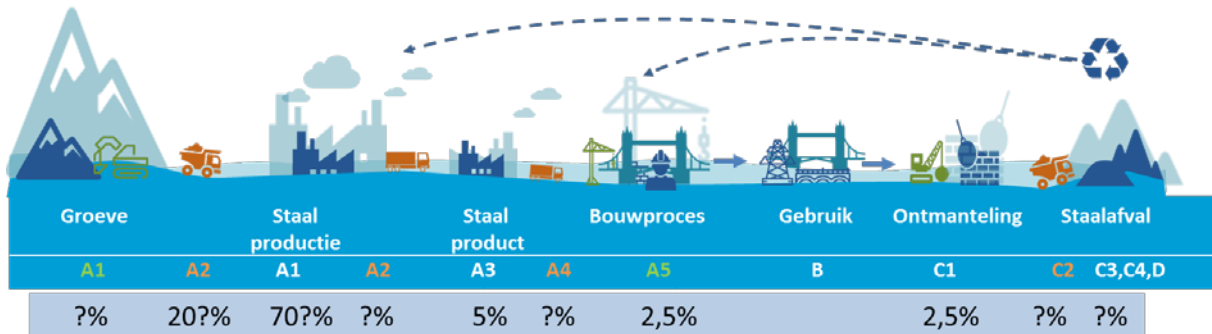 Groeve Staal productie Staal product Bouwproces Gebruik Ontmanteling Staalafval
A1 A2 A1 A2 A3 A4 A5 B C1 C2 C3,C4,D
?% 20?% 70?% ?% 5% ?% 2,5% 2,5% ?% ?%